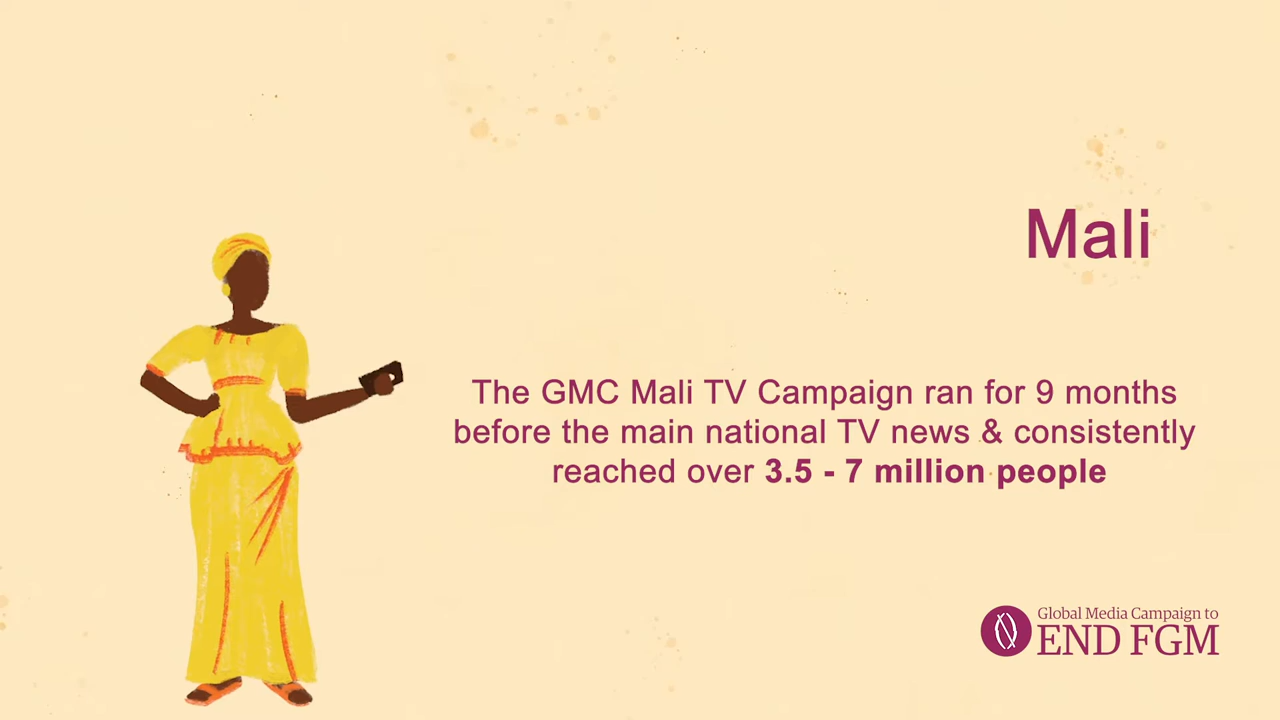 Mali
The GMC Mali TV Campaign ran for 9 months
before the main national TV news & consistently
reached over 3.5 - 7 million people
Global Media Campaign to
END FGM